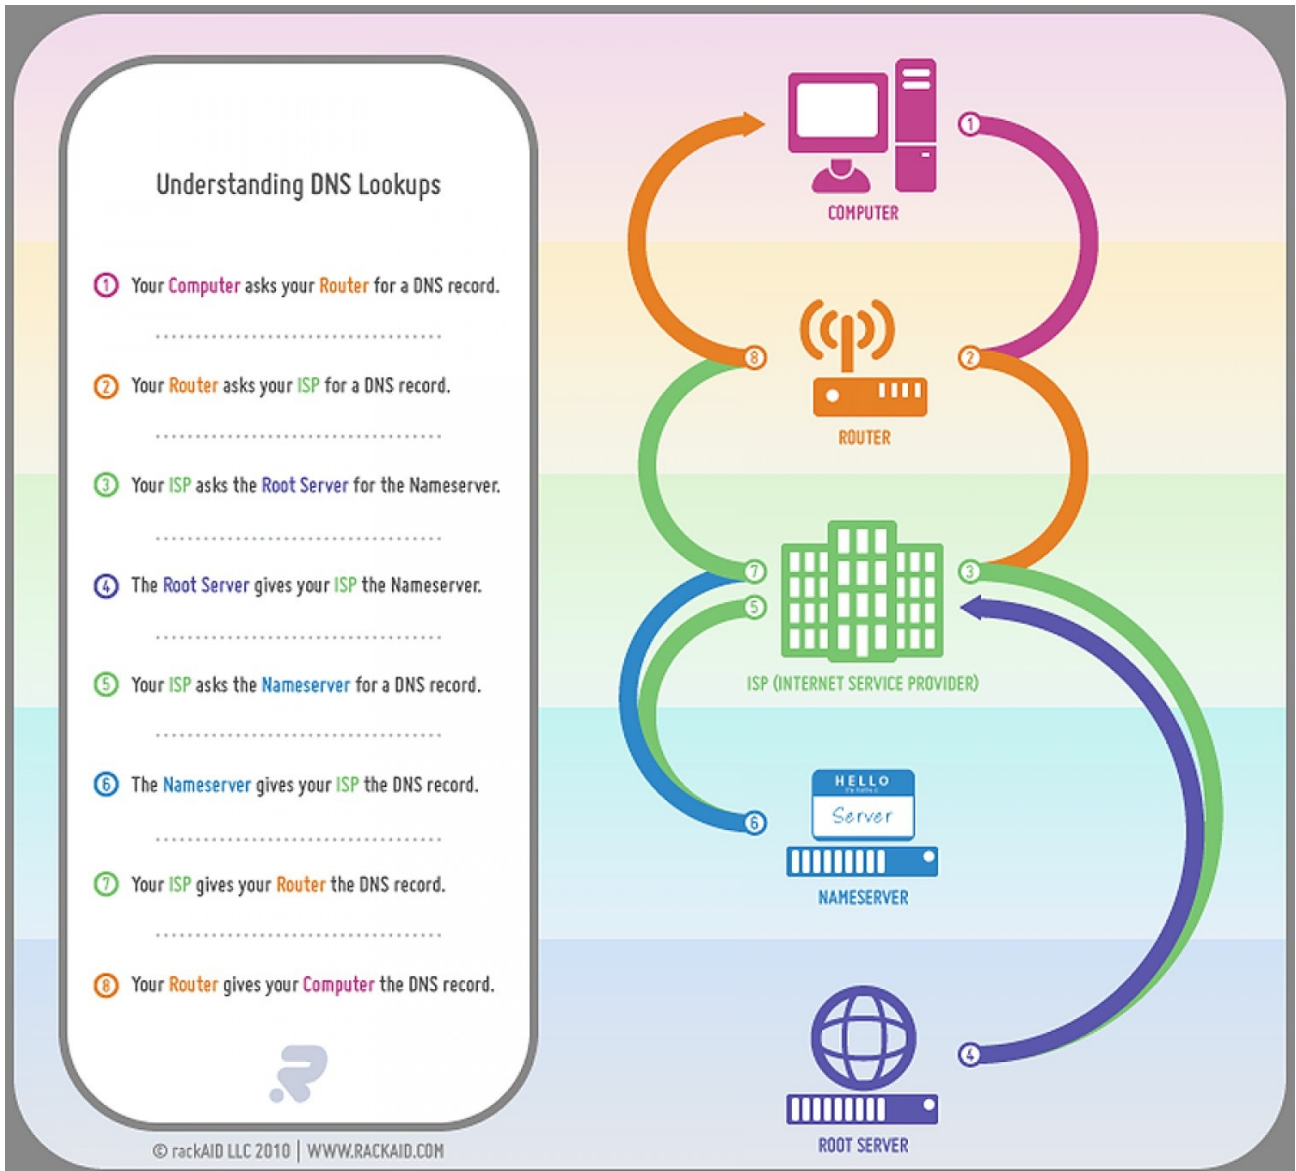 Understanding DNS Lookups
1 Your Computer asks your Router for a DNS record.
2 Your Router asks your ISP for a DNS record.
3 Your ISP asks the Root Server for the Nameserver.
4 The Root Server gives your ISP the Nameserver.
5 Your ISP asks the Nameserver for a DNS record.
6 The Nameserver gives your ISP the DNS record.
7 Your ISP gives your Router the DNS record.
8 Your Router gives your Computer the DNS record.
© rackAID LLC 2010 | WWW.RACKAID.COM
1
COMPUTER
8 2
ROUTER
7 3
5
ISP (INTERNET SERVICE PROVIDER)
HELLO
Server
6
NAMESERVER
4
ROOT SERVER